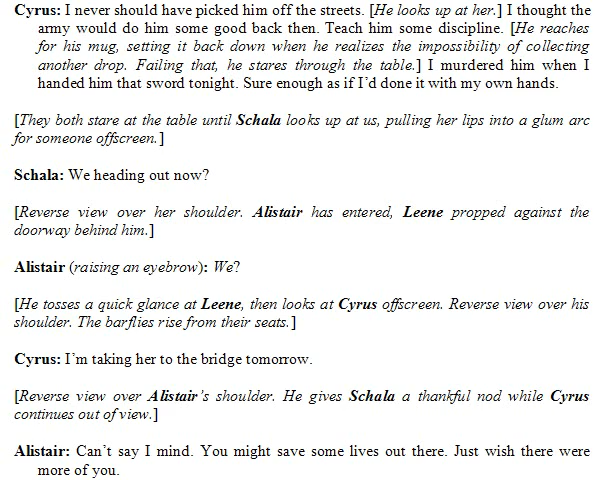 Cyrus: I never should have picked him off the streets. [He looks up at her.] I thought the
army would do him some good back then. Teach him some discipline. [He reaches
for his mug, setting it back down when he realizes the impossibility of collecting
another drop. Failing that, he stares through the table.] I murdered him when I
handed him that sword tonight. Sure enough as if I'd done it with my own hands.
[They both stare at the table until Schala looks up at us, pulling her lips into a glum arc
for someone offscreen.]
Schala: We heading out now?
[Reverse view over her shoulder. Alistair has entered, Leene propped against the
doorway behind him.]
Alistair (raising an eyebrow): We?
[He tosses a quick glance at Leene, then looks at Cyrus offscreen. Reverse view over his
shoulder. The barflies rise from their seats.]
Cyrus: I'm taking her to the bridge tomorrow.
[Reverse view over Alistair's shoulder. He gives Schala a thankful nod while Cyrus
continues out of view.]
Alistair: Can't say I mind. You might save some lives out there. Just wish there were
more of you.